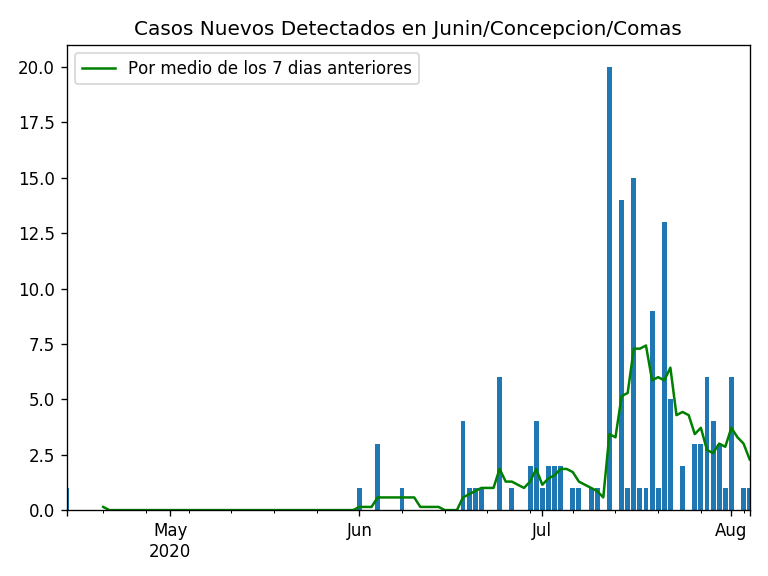 Casos Nuevos Detectados en Junin/Concepcion/Comas
Por medio de los 7 dias anteriores
20.0
17.5
15.0
12.5
10.0
7.5
5.0
2.5
0.0
May
2020
Jun
Jul
Aug